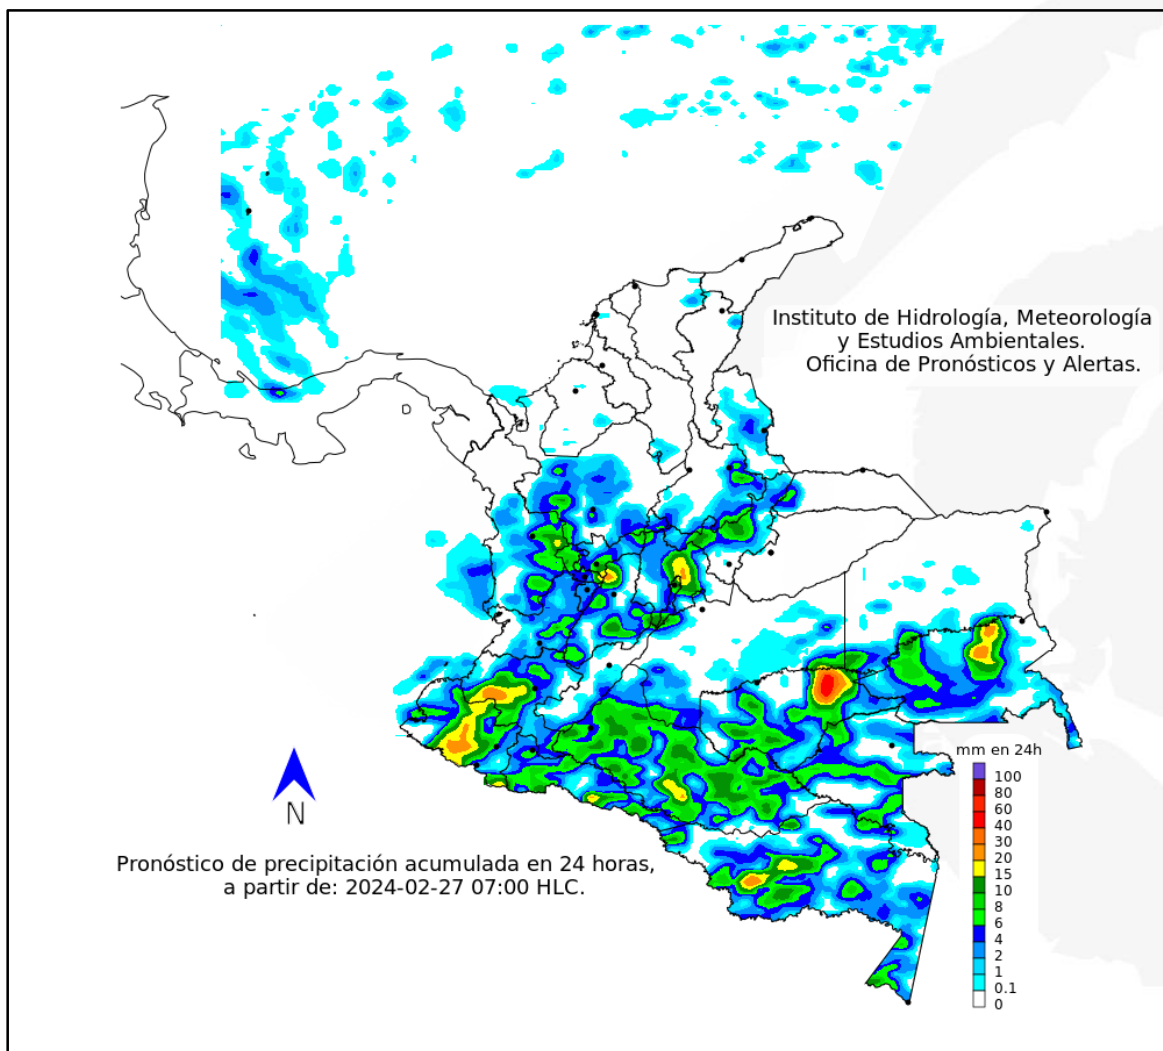 Instituto de Hidrología, Meteorología
y Estudios Ambientales.
Oficina de Pronósticos y Alertas.
mm en 24h
100
80
60
40
30
20
15
10
8
6
4
2
1
0.1
0
N
Pronóstico de precipitación acumulada en 24 horas,
a partir de: 2024-02-27 07:00 HLC.